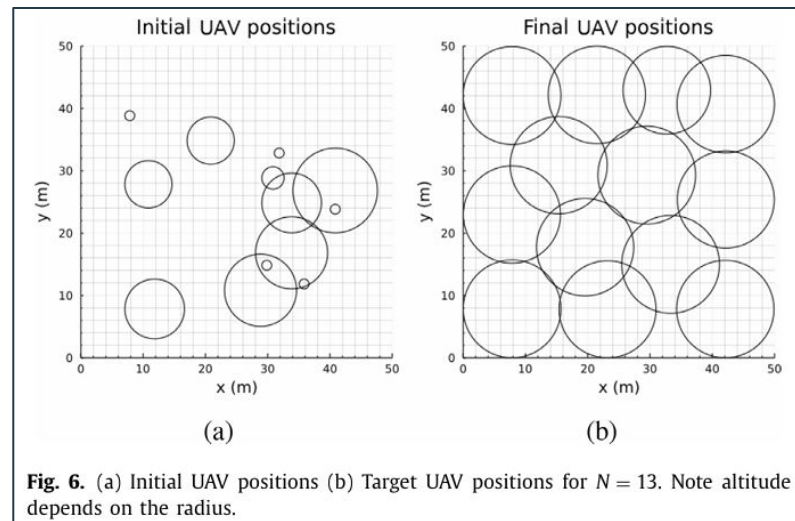 Initial UAV positions
50
40
30
20
10
0
y (m)
0 10 20 30 40 50
x (m)
(a)
Final UAV positions
50
40
30
20
10
0
y (m)
0 10 20 30 40 50
x (m)
(b)
Fig. 6. (a) Initial UAV positions (b) Target UAV positions for N = 13. Note altitude
depends on the radius.